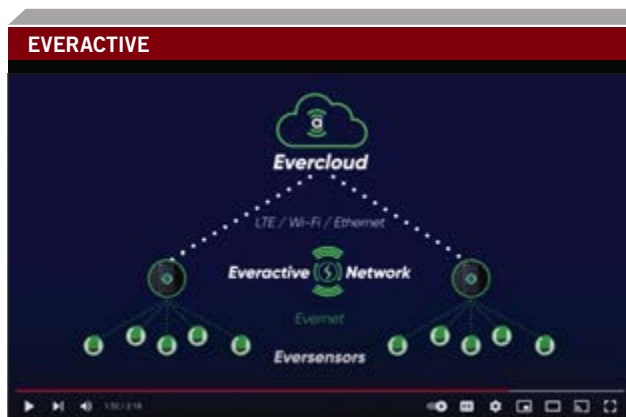 EVERACTIVE
a
Evercloud
LTE / Wi-Fi / Ethernet
Everactive Network
Evernet
Eversensors